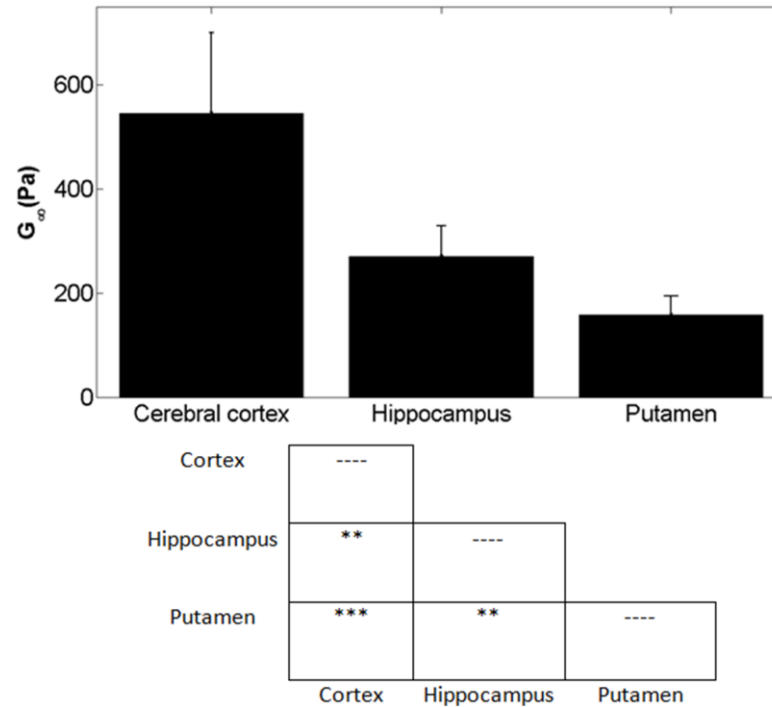 600
400
200
0
G∞(Pa)
Cerebral cortex Hippocampus Putamen
Cortex ----
Hippocampus ** ----
Putamen *** ** ----
Cortex Hippocampus Putamen